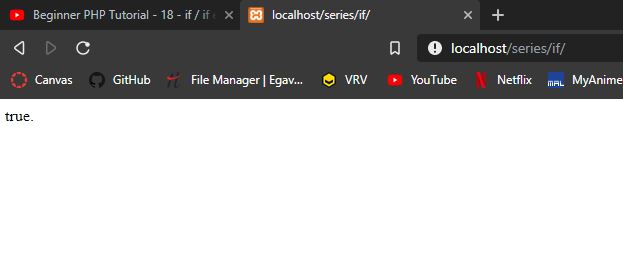 Beginner PHP Tutorial - 18 - if / if
localhost/series/if/
localhost/series/if/
Canvas GitHub File Manager | Egav... VRV YouTube Netflix MAL MyAnime
true.